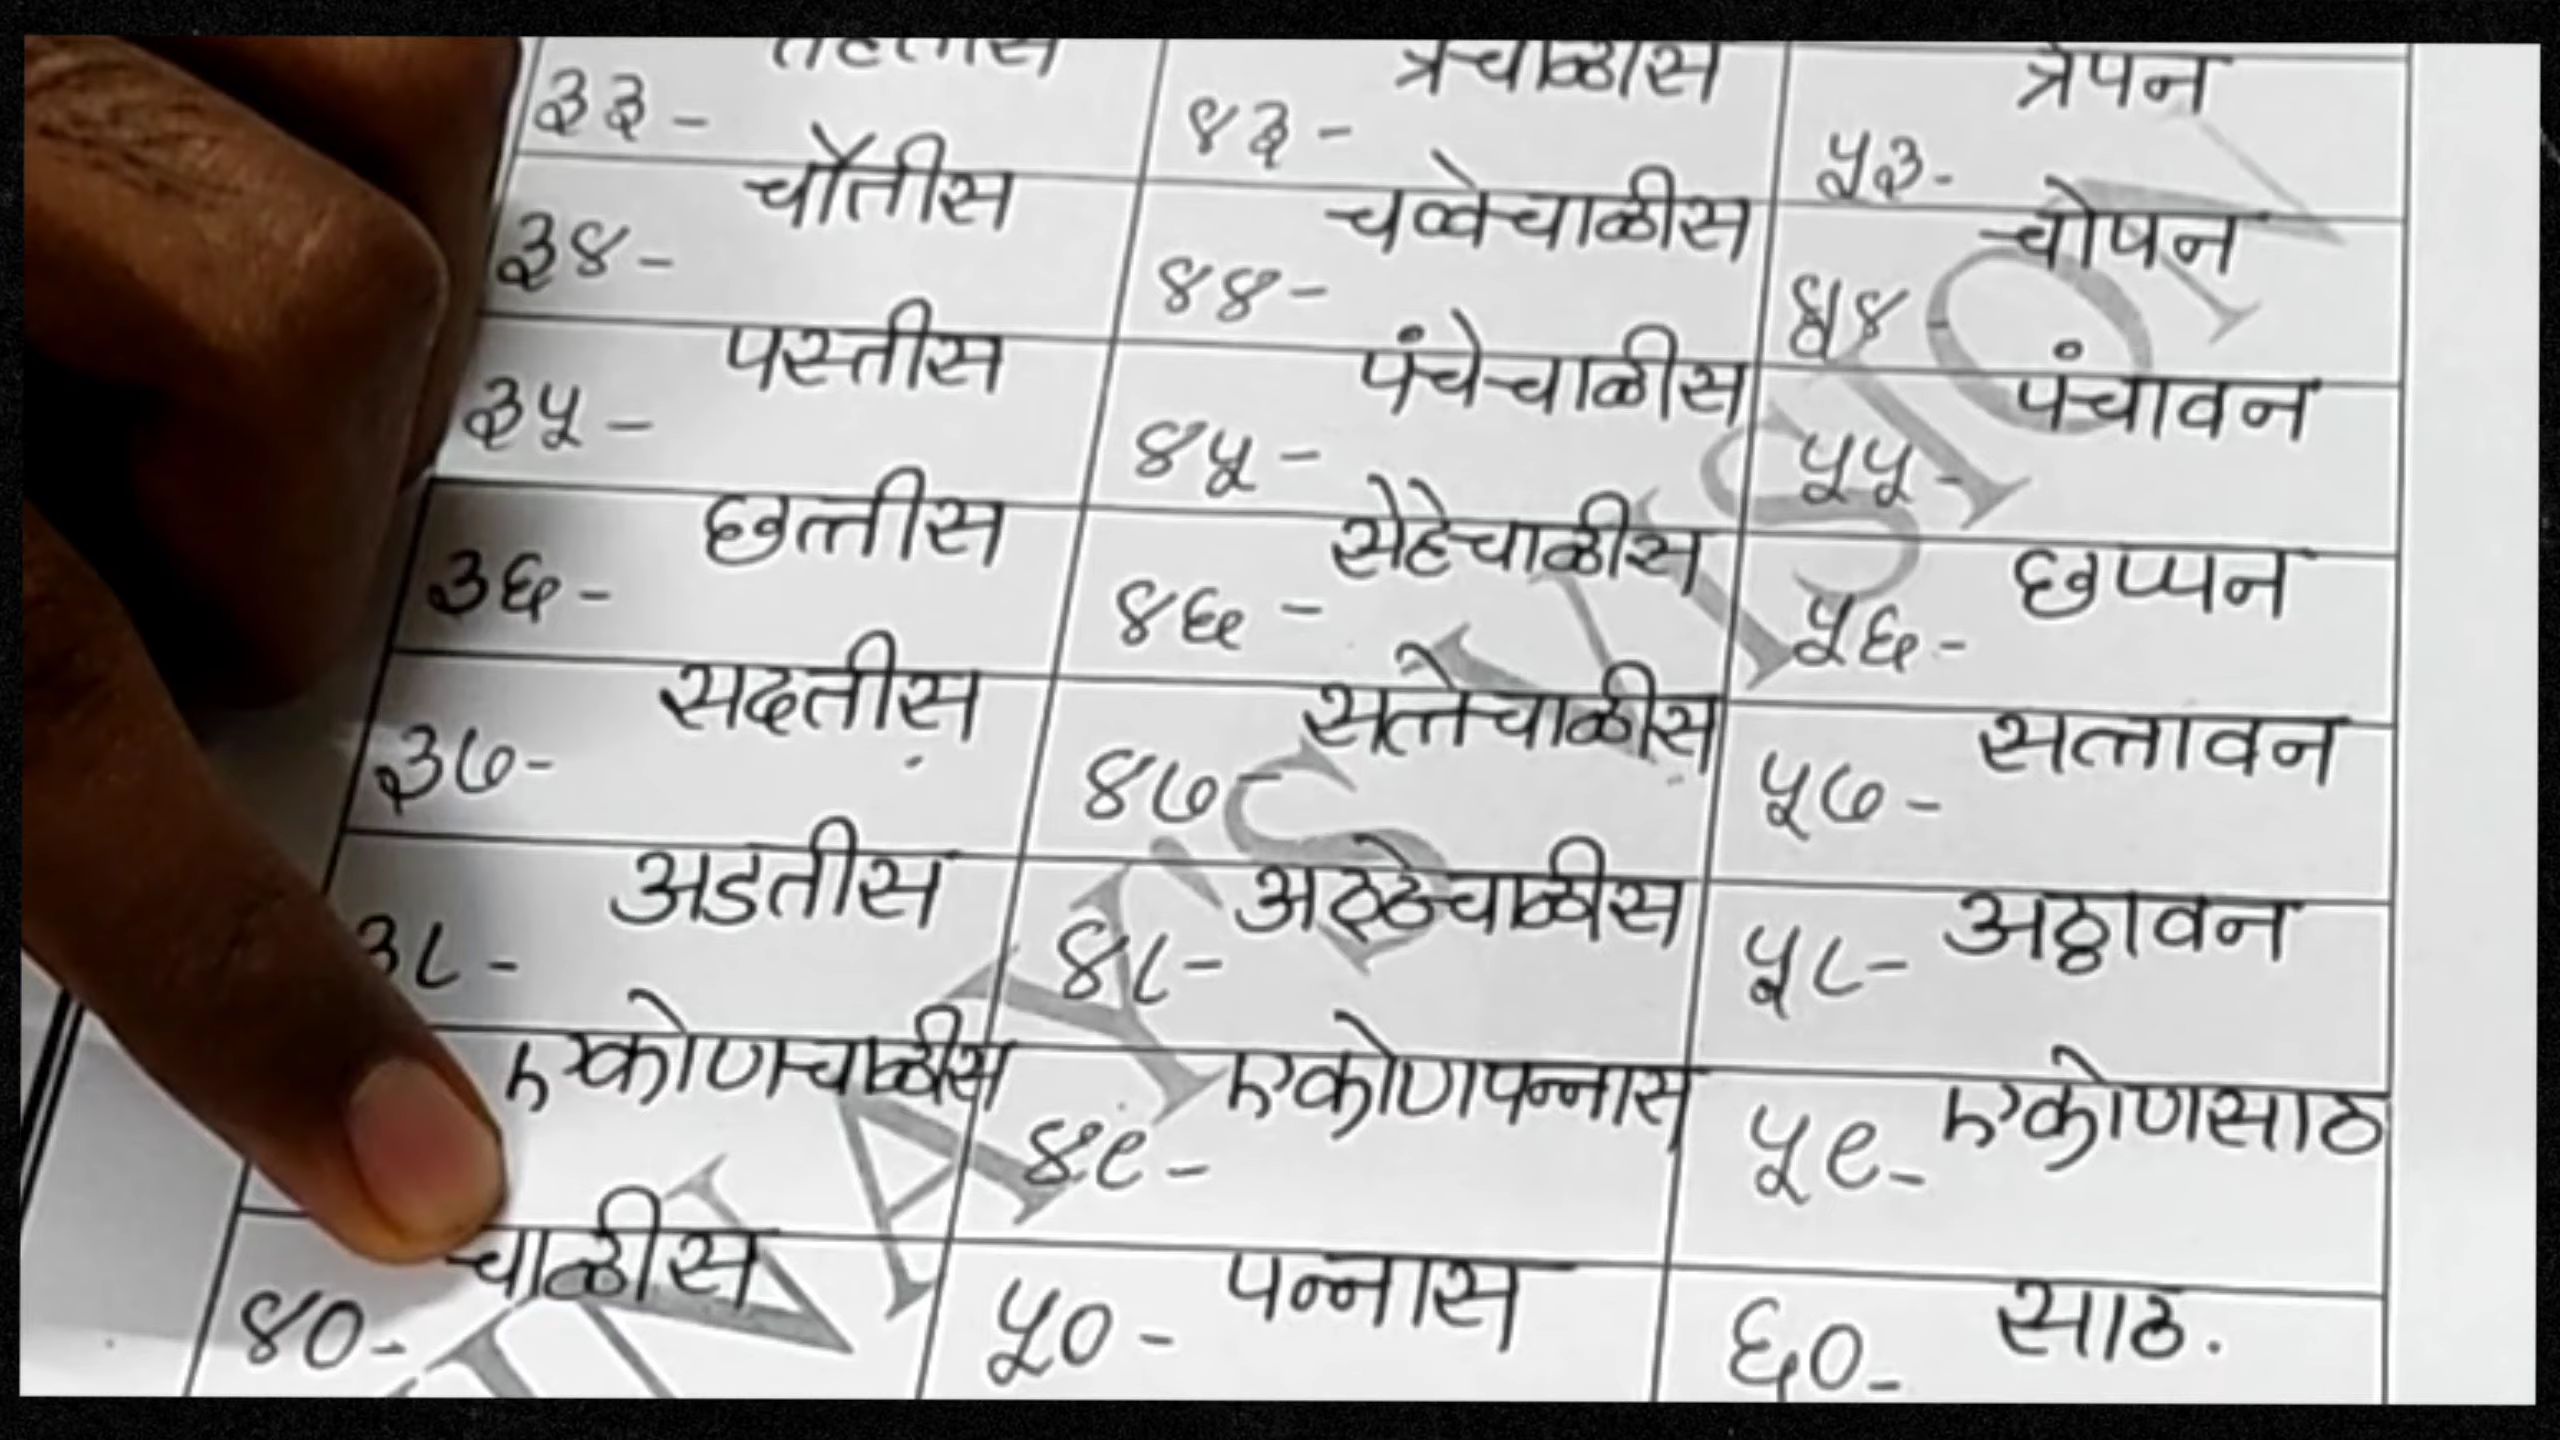 ३३ - तेहतीस ४३ - त्रेचाळीस ५३- त्रेपन
३४ - चौतीस ४४ - चव्वेचाळीस ५४- चोपन
३५ - पस्तीस ४५ - पंचेचाळीस ५५- पंचावन
३६ - छत्तीस ४६ - सेहेचाळीस ५६- छप्पन
३७- सदतीस ४७- सत्तेचाळीस ५७- सत्तावन
३८ - अडतीस ४८- अठ्ठेचाळीस ५८- अठ्ठावन
एकोणचाळीस ४९- एकोणपन्नास ५९- एकोणसाठ
४०- चाळीस ५० - पन्नास ६०- साठ.